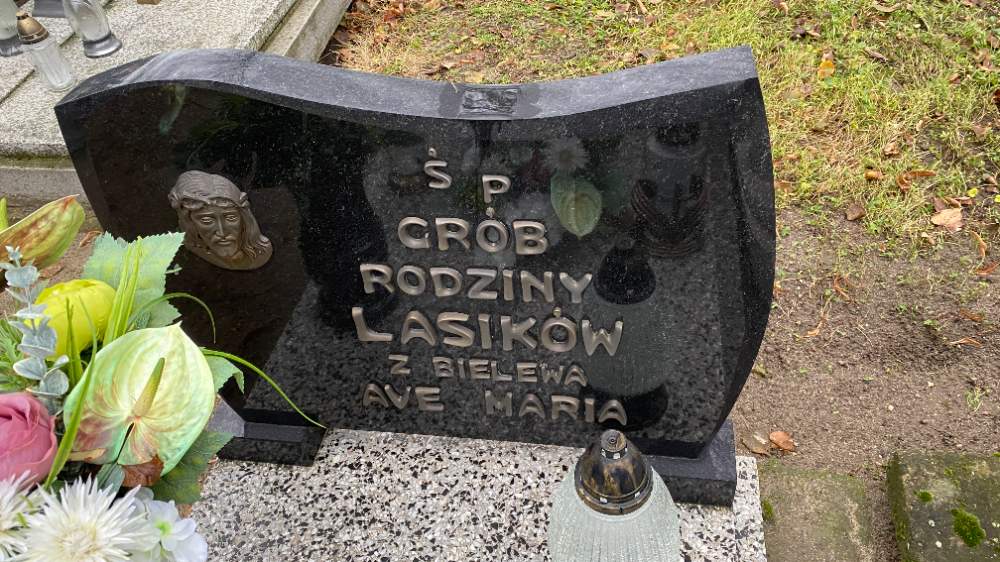 Ś P
GRÓB
RODZINY
LASIKÓW
Z BIELEWA
AVE MARIA